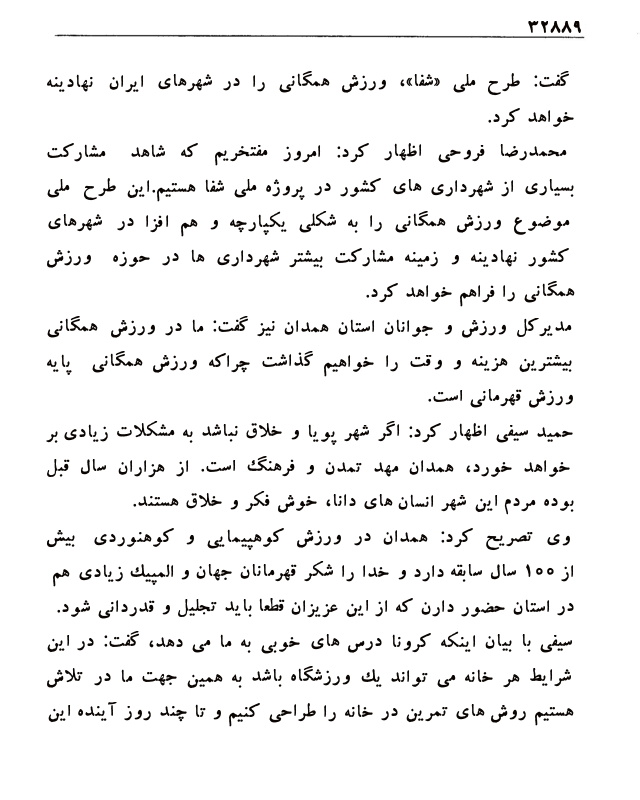 ۳۲۸۸۹
گفت: طرح ملی «شفا»، ورزش همگانی را در شهرهای ایران نهادینه
خواهد کرد.
محمدرضا فروحی اظهار کرد: امروز مفتخریم که شاهد مشارکت
بسیاری از شهرداری های کشور در پروژه ملی شفا هستیم.این طرح ملی
موضوع ورزش همگانی را به شکلی یکپارچه و هم افزا در شهرهای
کشور نهادینه و زمینه مشارکت بیشتر شهرداری ها در حوزه ورزش
همگانی را فراهم خواهد کرد.
مدیرکل ورزش و جوانان استان همدان نیز گفت: ما در ورزش همگانی
بیشترین هزینه و وقت را خواهیم گذاشت چراکه ورزش همگانی پایه
ورزش قهرمانی است.
حمید سیفی اظهار کرد: اگر شهر پویا و خلاق نباشد به مشکلات زیادی بر
خواهد خورد، همدان مهد تمدن و فرهنگ است. از هزاران سال قبل
بوده مردم این شهر انسان های دانا، خوش فکر و خلاق هستند.
وی تصریح کرد: همدان در ورزش کوهپیمایی و کوهنوردی بیش
از ۱۰۰ سال سابقه دارد و خدا را شکر قهرمانان جهان و المپیک زیادی هم
در استان حضور دارن که از این عزیزان قطعا باید تجلیل و قدردانی شود.
سیفی با بیان اینکه کرونا درس های خوبی به ما می دهد، گفت: در این
شرایط هر خانه می تواند یک ورزشگاه باشد به همین جهت ما در تلاش
هستیم روش های تمرین در خانه را طراحی کنیم و تا چند روز آینده این